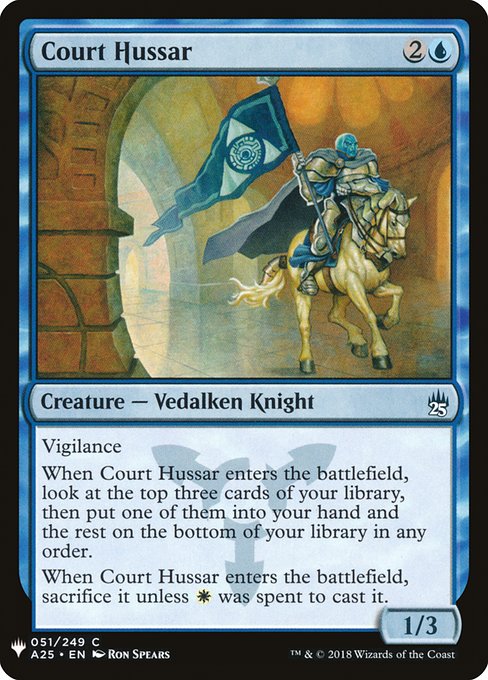 Court Hussar 2
Creature — Vedalken Knight
25
Vigilance
When Court Hussar enters the battlefield,
look at the top three cards of your library,
then put one of them into your hand and
the rest on the bottom of your library in any
order.
When Court Hussar enters the battlefield,
sacrifice it unless was spent to cast it.
1/3
051/249 C
A25 • EN Ron Spears
™ & © 2018 Wizards of the Coast